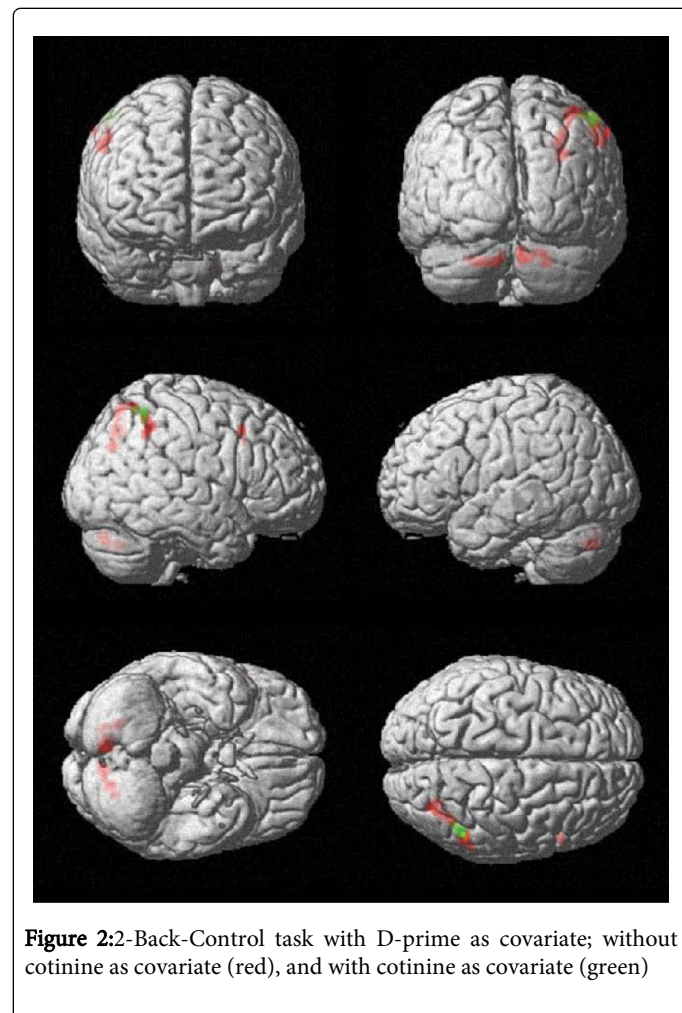 Figure 2:2-Back-Control task with D-prime as covariate; without
cotinine as covariate (red), and with cotinine as covariate (green)